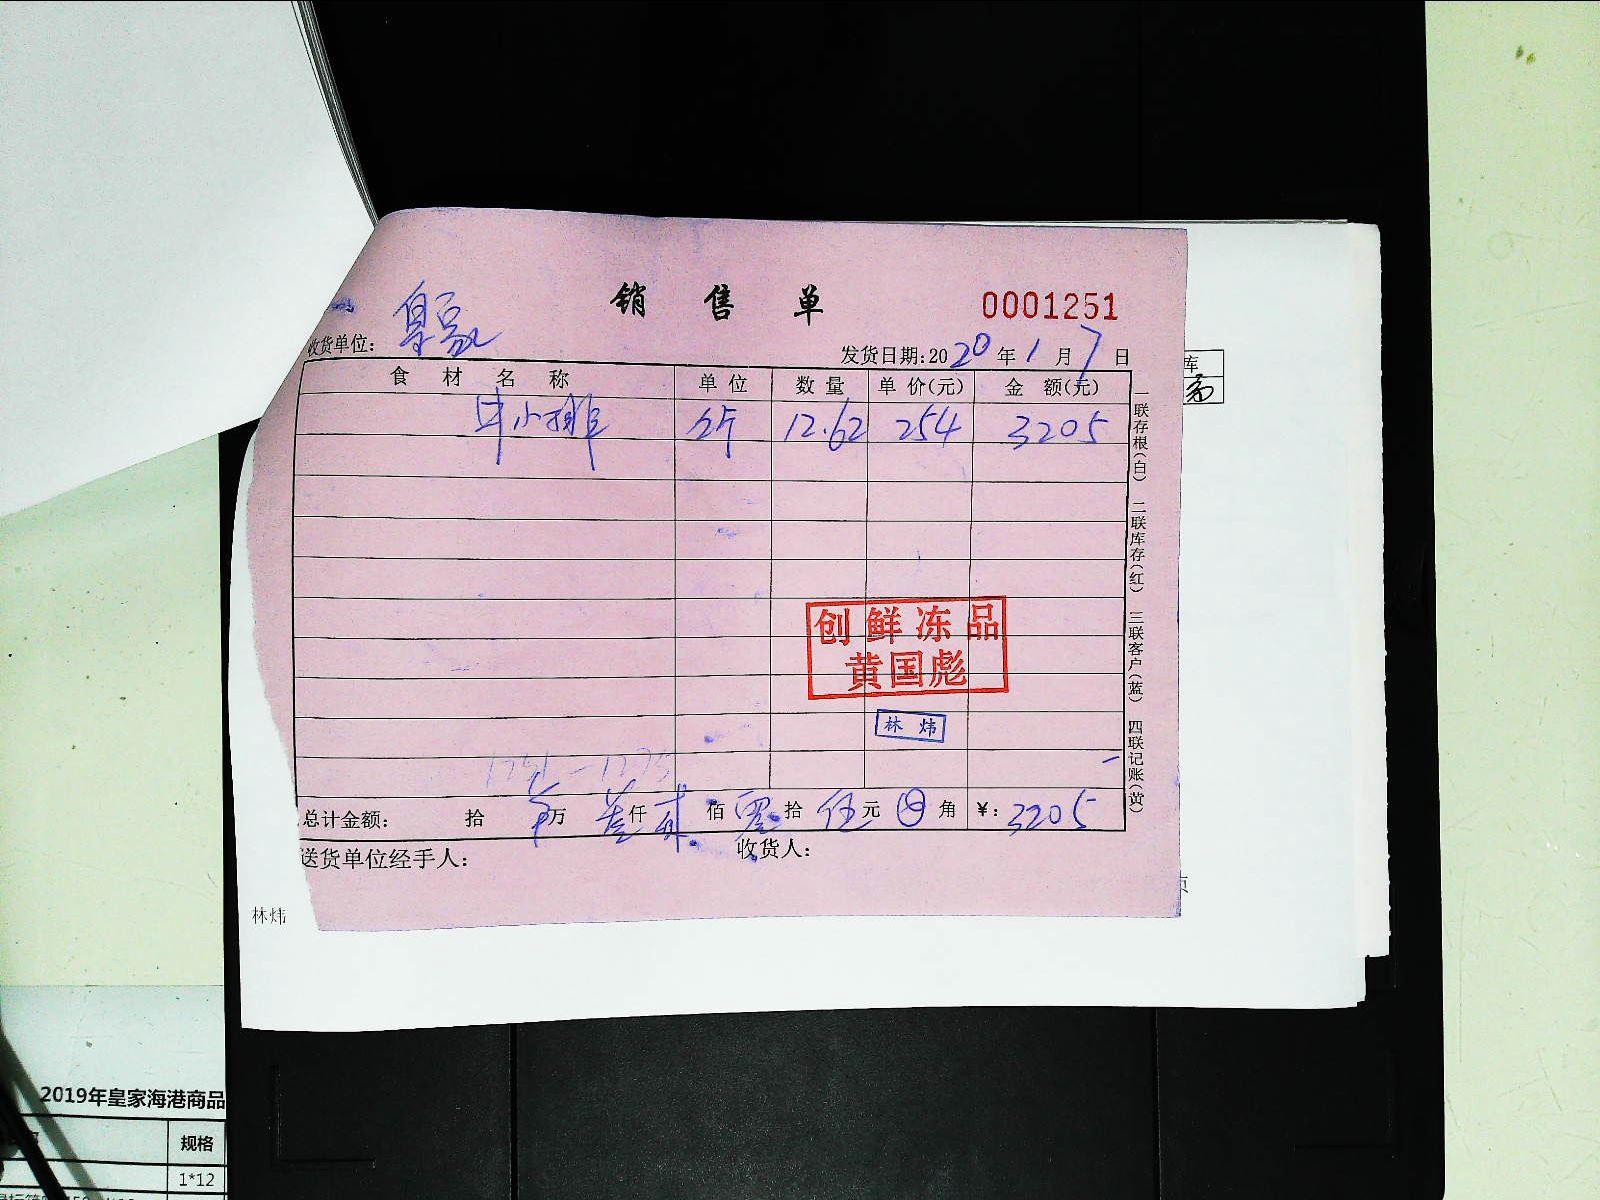 销售单
0001251
收货单位: 皇家
发货日期:2020年1月7日
食材名称 单位 数量 单价(元) 金额(元)
牛小排 公斤 12.62 254 3205
一联存根(白) 二联库存(红) 三联客户(蓝) 四联记账(黄)
创鲜冻品
黄国彪
林炜
总计金额: 拾 万 叁仟 贰佰 零拾 伍元 角 ¥: 3205
送货单位经手人: 收货人:
库
林炜
2019年皇家海港商品
规格
1*12